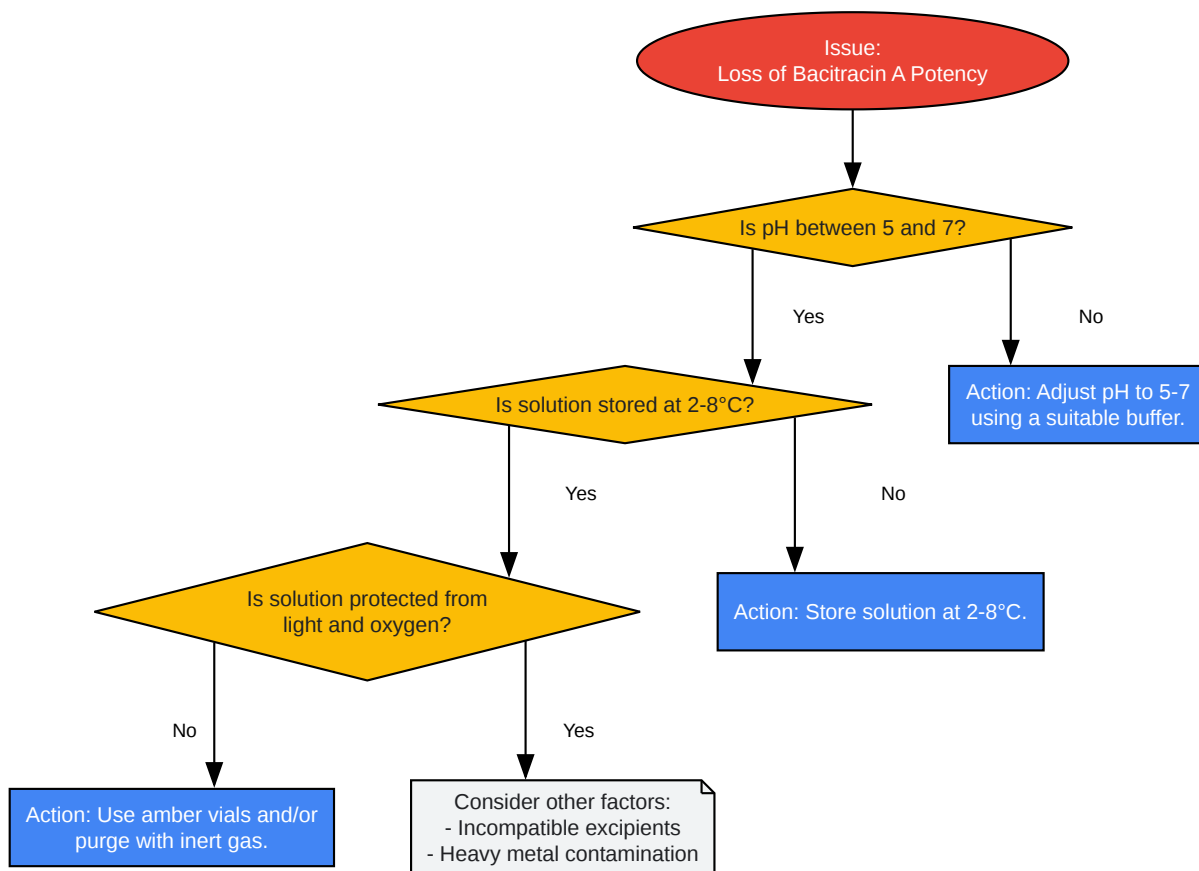 Issue:
Loss of Bacitracin A Potency
Is pH between 5 and 7?
Yes
No
Is solution stored at 2-8°C?
Action: Adjust pH to 5-7
using a suitable buffer.
Yes
No
Is solution protected from
light and oxygen?
Action: Store solution at 2-8°C.
No
Yes
Action: Use amber vials and/or
purge with inert gas.
Consider other factors:
- Incompatible excipients
- Heavy metal contamination